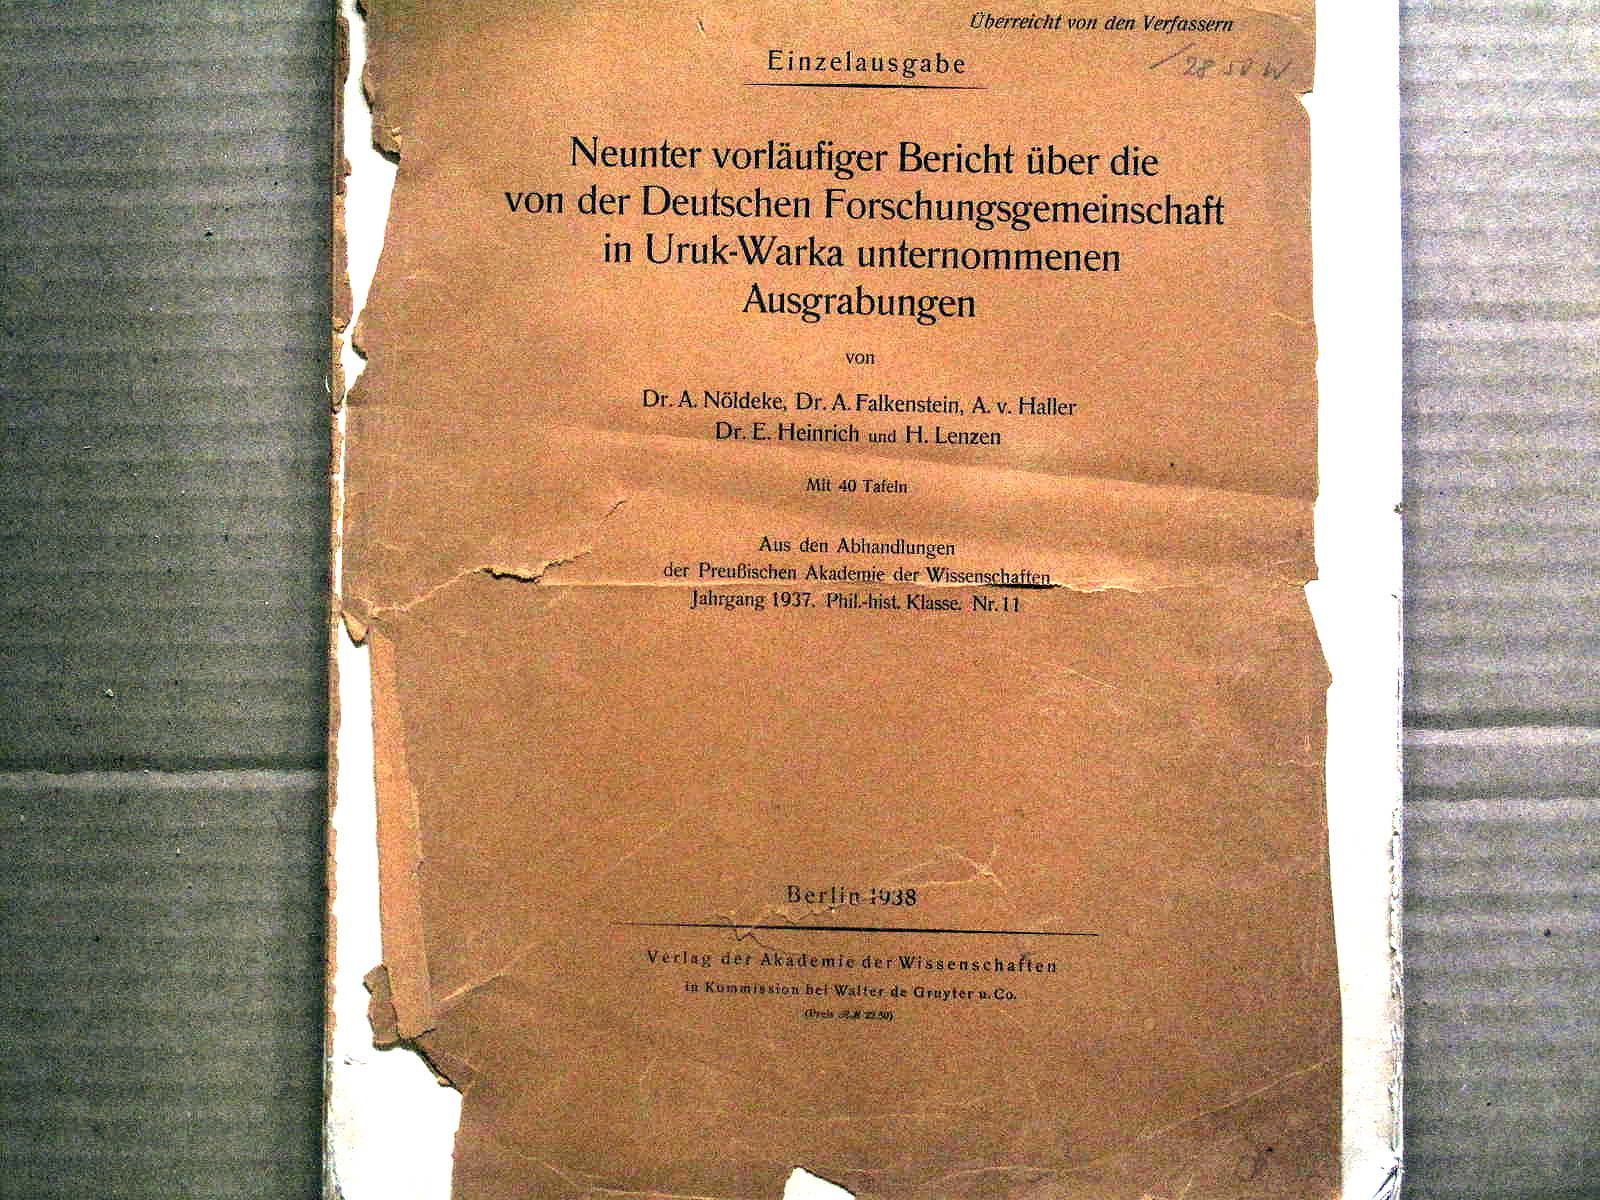 Überreicht von den Verfassern
Einzelausgabe
Neunter vorläufiger Bericht über die
von der Deutschen Forschungsgemeinschaft
in Uruk-Warka unternommenen
Ausgrabungen
von
Dr. A. Nöldeke, Dr. A. Falkenstein, A. v. Haller
Dr. E. Heinrich und H. Lenzen
Mit 40 Tafeln
Aus den Abhandlungen
der Preußischen Akademie der Wissenschaften
Jahrgang 1937. Phil.-hist. Klasse. Nr. 11
Berlin 1938
Verlag der Akademie der Wissenschaften
in Kommission bei Walter de Gruyter u. Co.